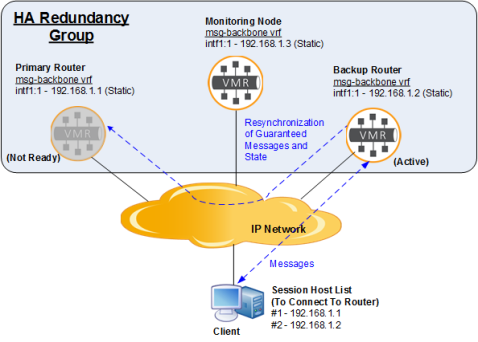 HA Redundancy
Group
Monitoring Node
msg-backbone vrf
intf1:1 - 192.168.1.3 (Static)
Primary Router
msg-backbone vrf
intf1:1 - 192.168.1.1 (Static)
Backup Router
msg-backbone vrf
intf1:1 - 192.168.1.2 (Static)
VMR
VMR
VMR
Resynchronization
of Guaranteed
Messages and
State
(Not Ready)
(Active)
IP Network
Messages
Session Host List
(To Connect To Router)
#1 - 192.168.1.1
#2 - 192.168.1.2
Client